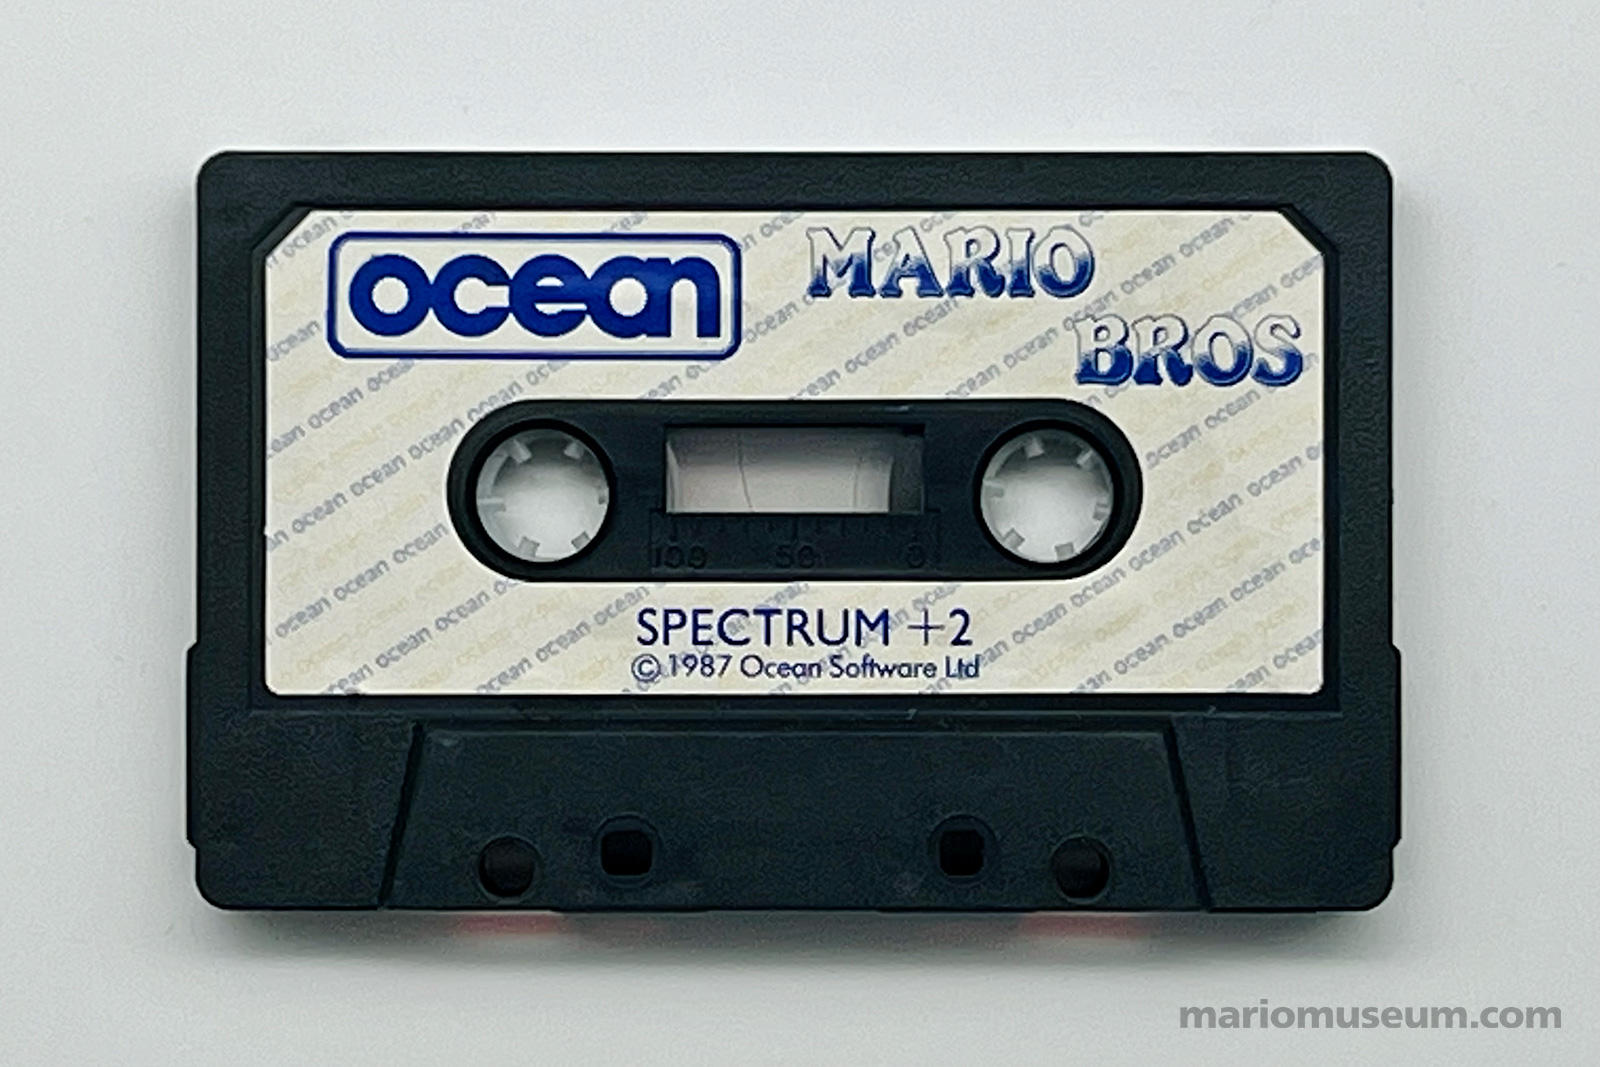 ocean
MARIO
BROS
100 50 0
SPECTRUM +2
© 1987 Ocean Software Ltd
mariomuseum.com